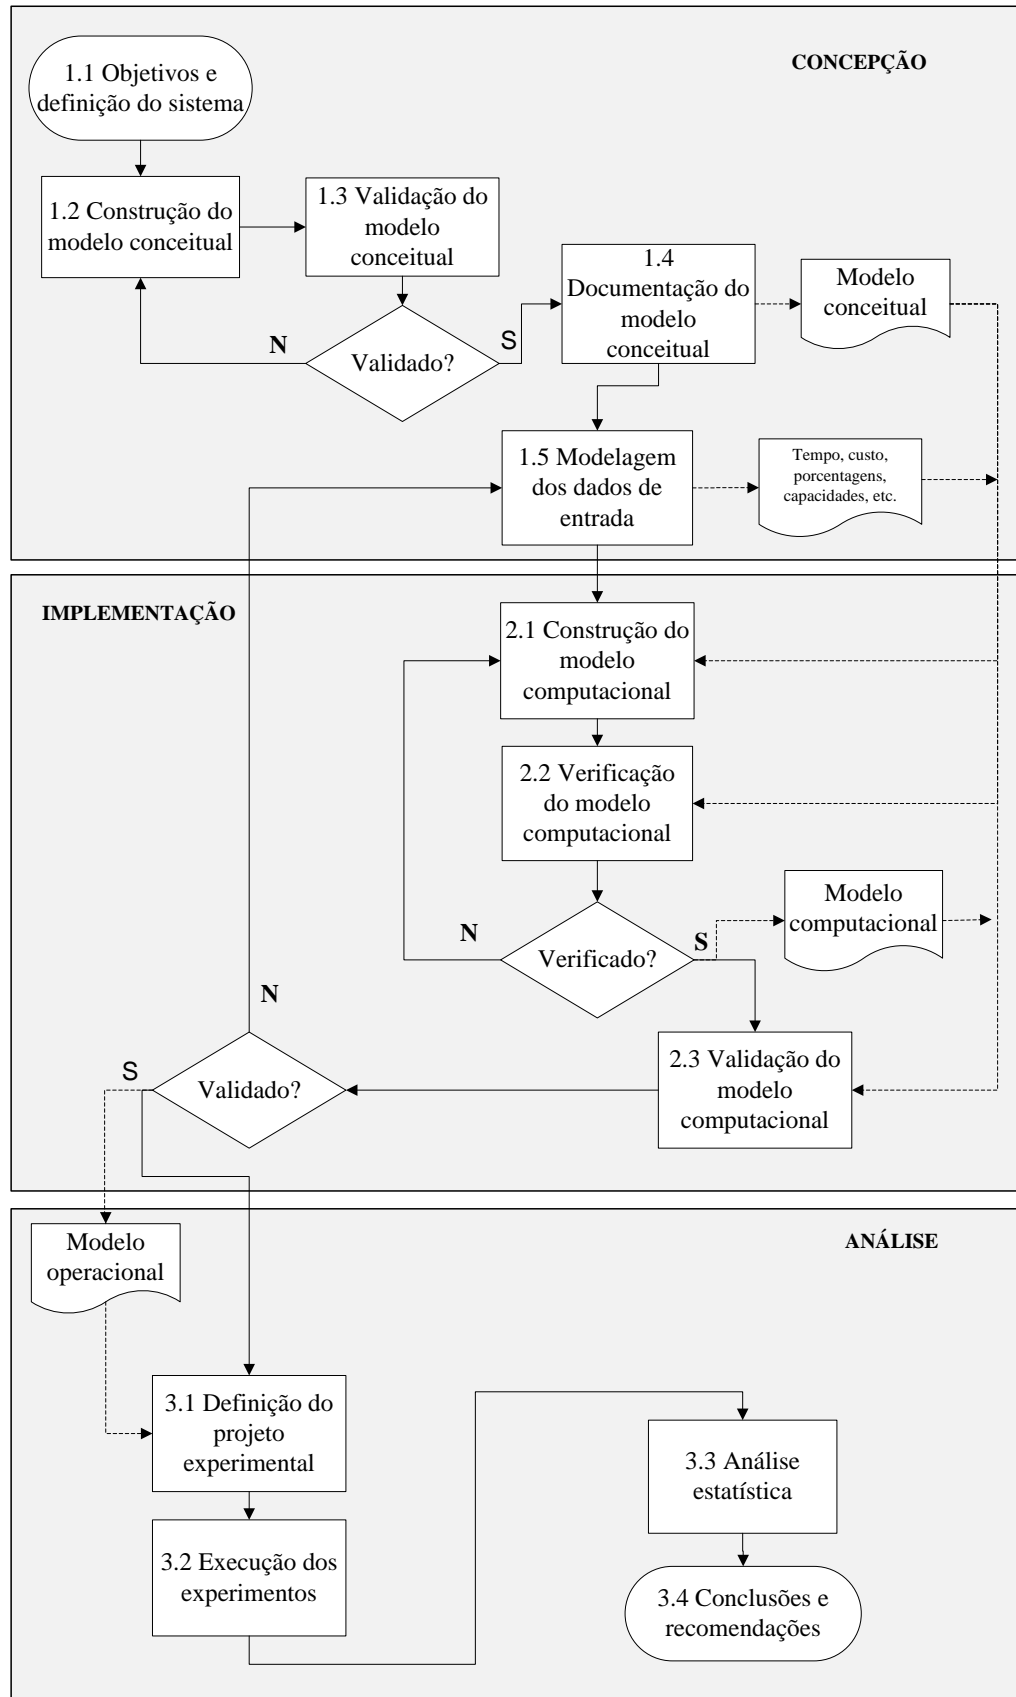 CONCEPÇÃO
1.1 Objetivos e
definição do sistema
1.2 Construção do
modelo conceitual
1.3 Validação do
modelo
conceitual
1.4
Documentação do
modelo
conceitual
Modelo
conceitual
N
Validado?
S
1.5 Modelagem
dos dados de
entrada
Tempo, custo,
porcentagens,
capacidades, etc.
IMPLEMENTAÇÃO
2.1 Construção do
modelo
computacional
2.2 Verificação
do modelo
computacional
N
Verificado?
S
Modelo
computacional
N
S
Validado?
2.3 Validação do
modelo
computacional
ANÁLISE
Modelo
operacional
3.1 Definição do
projeto
experimental
3.2 Execução dos
experimentos
3.3 Análise
estatística
3.4 Conclusões e
recomendações